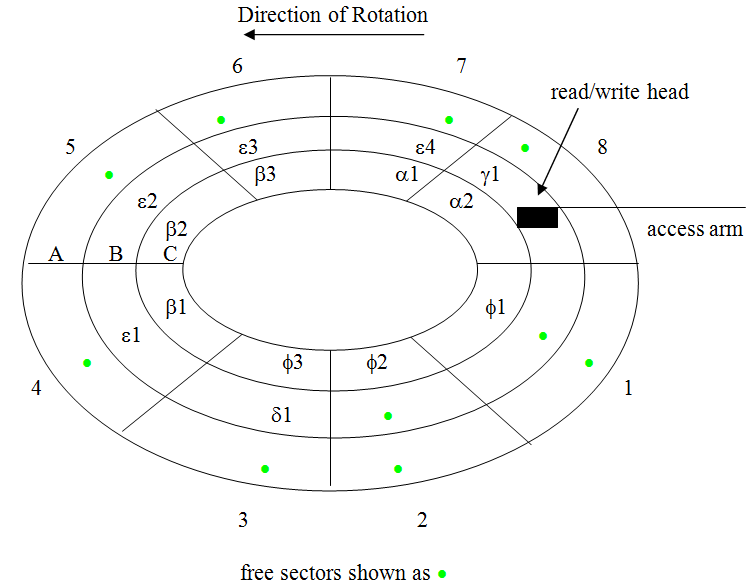 Direction of Rotation
6
7
read/write head
5
8
ε3
ε4
β3
α1
γ1
ε2
α2
β2
access arm
A
B
C
β1
ϕ1
ε1
ϕ3
ϕ2
4
1
δ1
3
2
free sectors shown as